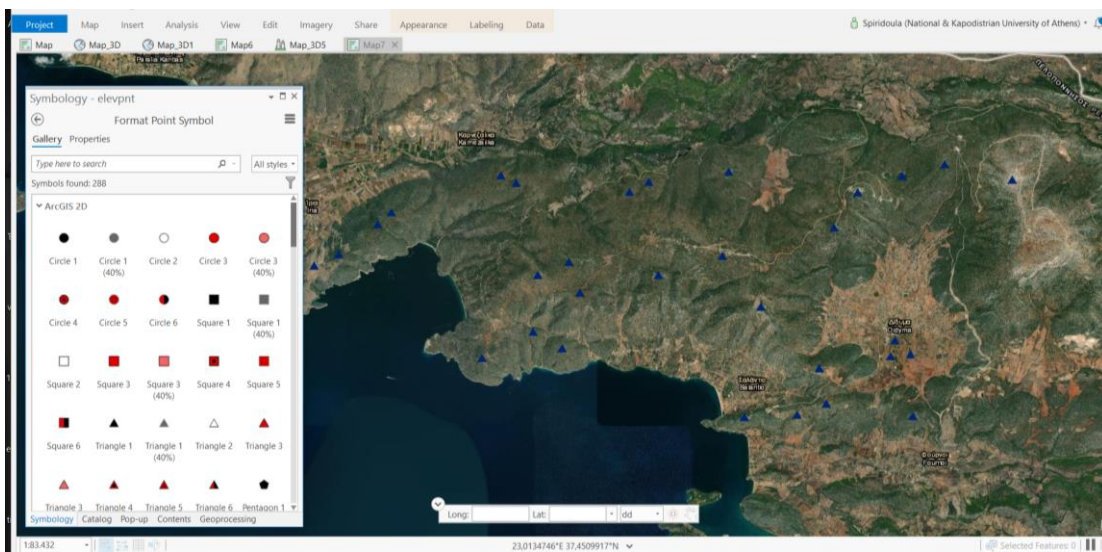 Project Map Insert Analysis View Edit Imagery Share Appearance Labeling Data
Spiridoula (National & Kapodistrian University of Athens)
Map Map_3D Map_3D1 Map6 Map_3D5 Map7
Symbology - elevpnt
Format Point Symbol
Gallery Properties
Type here to search
All styles
Symbols found: 288
ArcGIS 2D
Circle 1 Circle 1 (40%) Circle 2 Circle 3 Circle 3 (40%)
Circle 4 Circle 5 Circle 6 Square 1 Square 1 (40%)
Square 2 Square 3 Square 3 (40%) Square 4 Square 5
Square 6 Triangle 1 Triangle 1 (40%) Triangle 2 Triangle 3
Triangle 3 Triangle 4 Triangle 5 Triangle 6 Pentagon 1
Symbology Catalog Pop-up Contents Geoprocessing
Δίδυμα
Didyma
Φούρνοι
Fournoi
Long: Lat: dd
1:83.432
23,0134746°E 37,4509917°N
Selected Features: 0